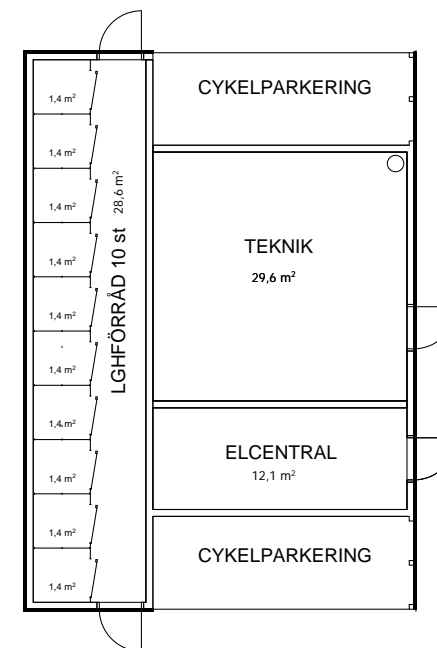 CYKELPARKERING
1,4 m²
1,4 m²
1,4 m²
1,4 m²
1,4 m²
1,4 m²
1,4 m²
1,4 m²
1,4 m²
1,4 m²
LGHFÖRRÅD 10 st 28,6 m²
TEKNIK
29,6 m²
ELCENTRAL
12,1 m²
CYKELPARKERING